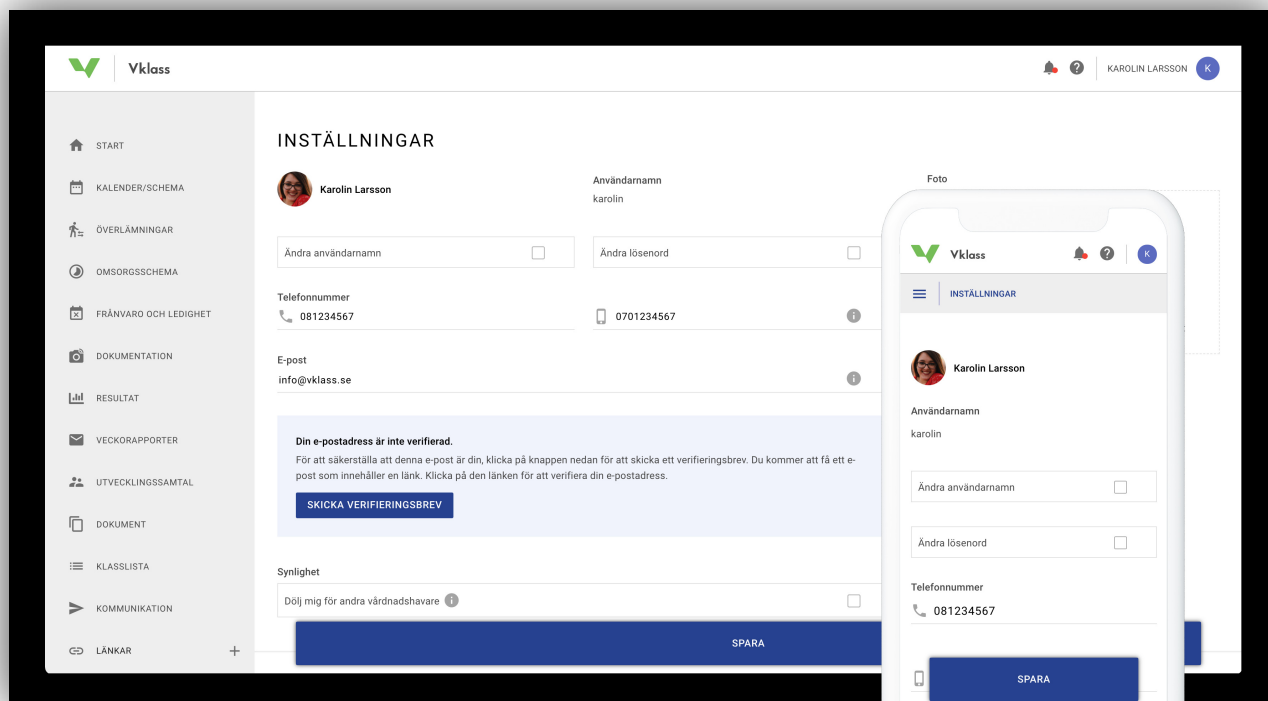 Vklass
KAROLIN LARSSON
K
START
KALENDER/SCHEMA
ÖVERLÄMNINGAR
OMSORGSSCHEMA
FRÅNVARO OCH LEDIGHET
DOKUMENTATION
RESULTAT
VECKORAPPORTER
UTVECKLINGSSAMTAL
DOKUMENT
KLASSLISTA
KOMMUNIKATION
LÄNKAR
INSTÄLLNINGAR
Karolin Larsson
Användarnamn
karolin
Foto
Ändra användarnamn
Ändra lösenord
Telefonnummer
081234567
0701234567
E-post
info@vklass.se
Din e-postadress är inte verifierad.
För att säkerställa att denna e-post är din, klicka på knappen nedan för att skicka ett verifieringsbrev. Du kommer att få ett e-
post som innehåller en länk. Klicka på den länken för att verifiera din e-postadress.
SKICKA VERIFIERINGSBREV
Synlighet
Dölj mig för andra vårdnadshavare
SPARA
Vklass
K
INSTÄLLNINGAR
Karolin Larsson
Användarnamn
karolin
Ändra användarnamn
Ändra lösenord
Telefonnummer
081234567
SPARA